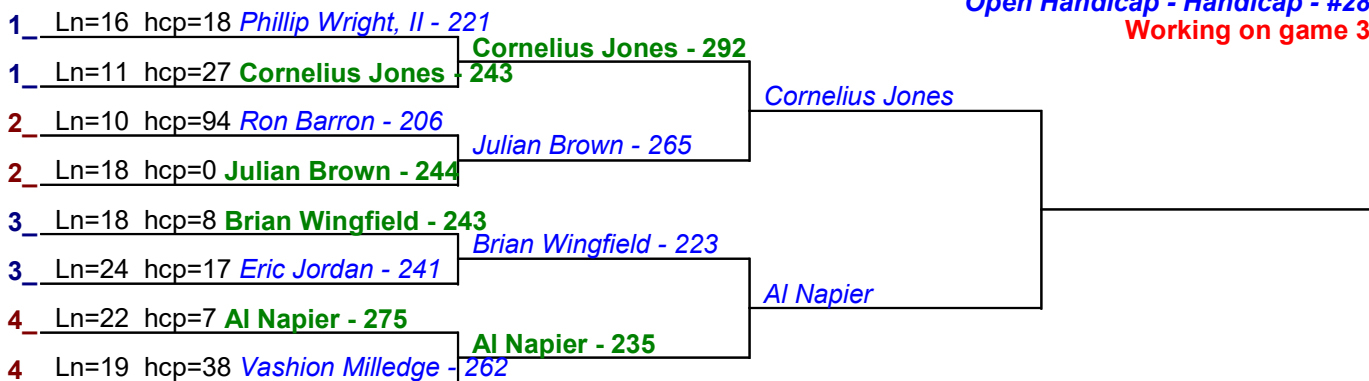 Open Handicap - Handicap - #28
Working on game 3
1_ Ln=16 hcp=18 Phillip Wright, II - 221
Cornelius Jones - 292
1_ Ln=11 hcp=27 Cornelius Jones - 243
Cornelius Jones
2_ Ln=10 hcp=94 Ron Barron - 206
Julian Brown - 265
2_ Ln=18 hcp=0 Julian Brown - 244
3_ Ln=18 hcp=8 Brian Wingfield - 243
Brian Wingfield - 223
3_ Ln=24 hcp=17 Eric Jordan - 241
Al Napier
4_ Ln=22 hcp=7 Al Napier - 275
Al Napier - 235
4 Ln=19 hcp=38 Vashion Milledge - 262